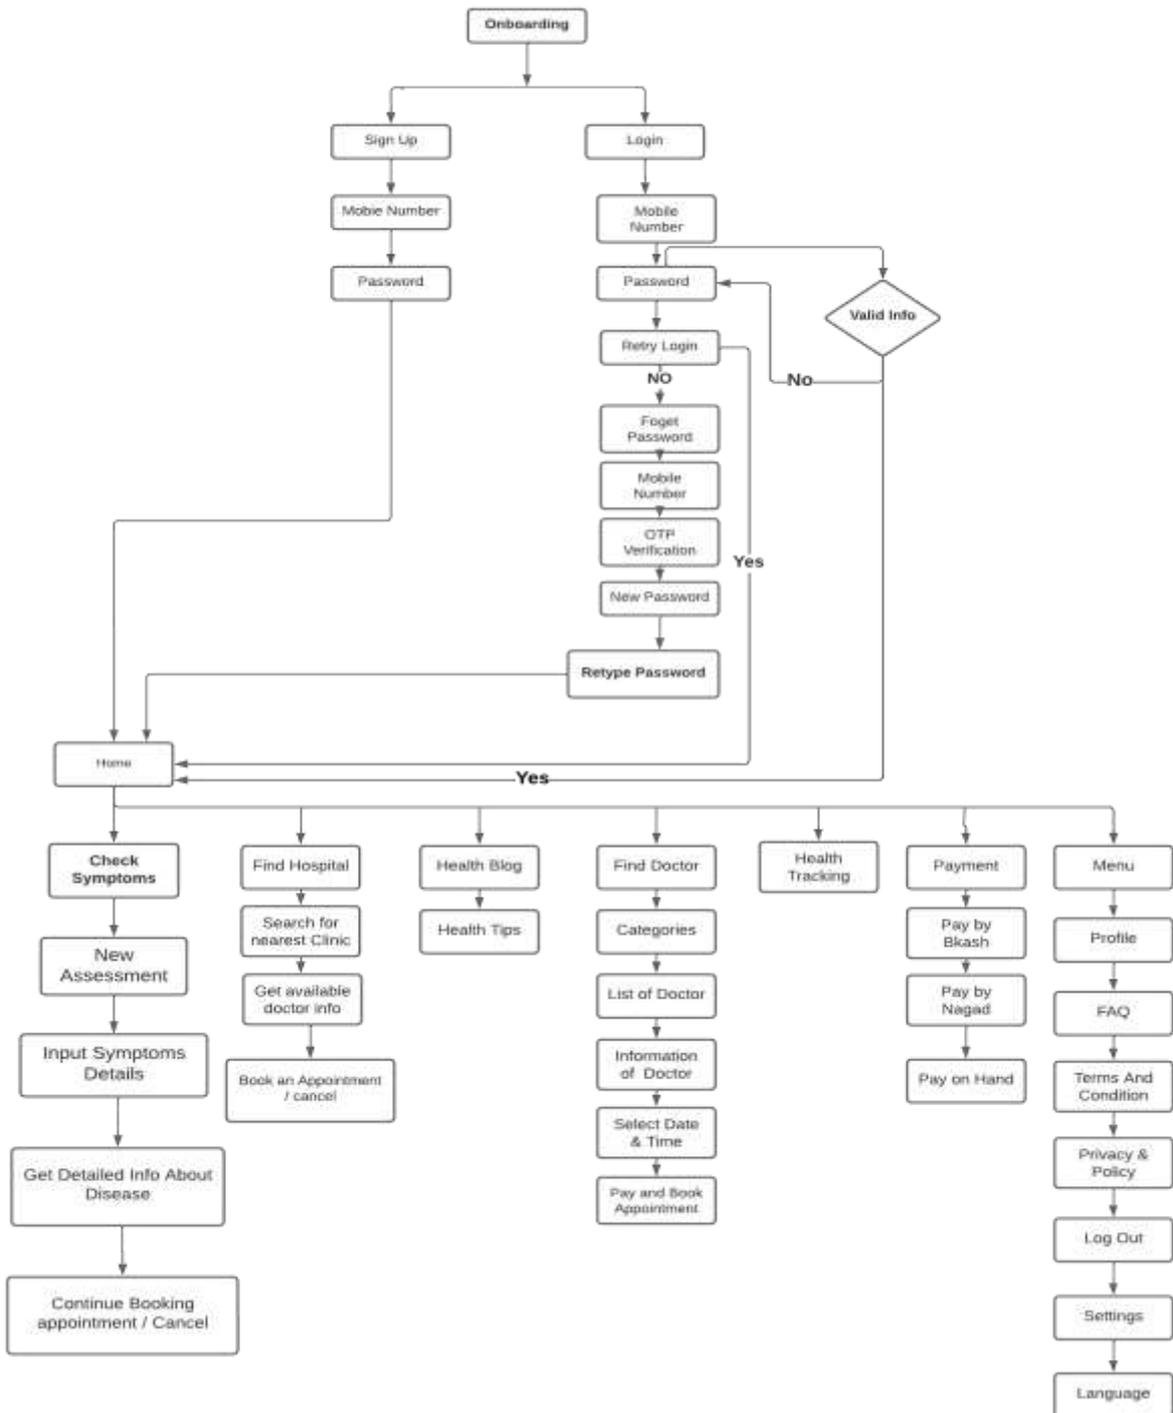 Onboarding
Sign Up
Login
Mobie Number
Mobile
Number
Password
Password
Valid Info
Retry Login
NO
No
Foget
Password
Mobile
Number
OTP
Verification
Yes
New Password
Retype Password
Home
Yes
Check
Symptoms
Find Hospital
Health Blog
Find Doctor
Health
Tracking
Payment
Menu
New
Assessment
Search for
nearest Clinic
Health Tips
Categories
Pay by
Bkash
Profile
Input Symptoms
Details
Get available
doctor info
List of Doctor
Pay by
Nagad
FAQ
Get Detailed Info About
Disease
Book an Appointment
/ cancel
Information
of Doctor
Pay on Hand
Terms And
Condition
Select Date
& Time
Privacy &
Policy
Pay and Book
Appointment
Log Out
Continue Booking
appointment / Cancel
Settings
Language